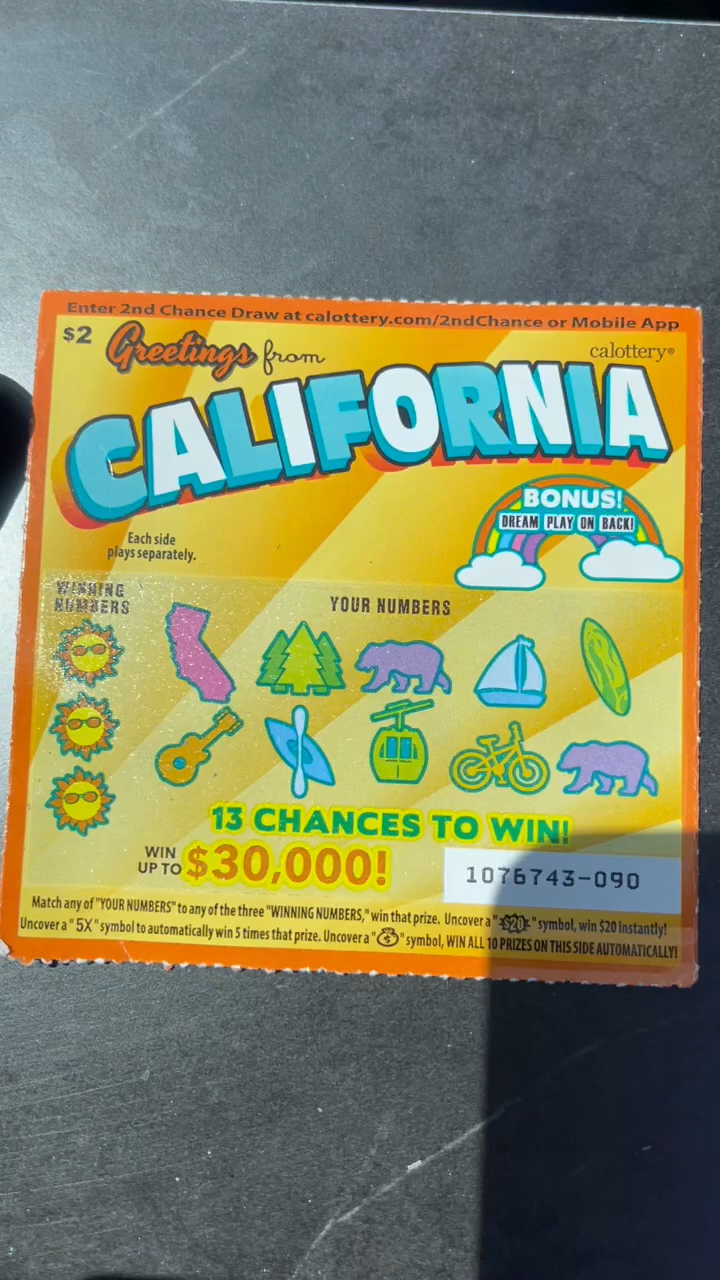 Enter 2nd Chance Draw at calottery.com/2ndChance or Mobile App
$2 Greetings from
calottery®
CALIFORNIA
BONUS!
DREAM PLAY ON BACK!
Each side
plays separately.
WINNING
NUMBERS
YOUR NUMBERS
13 CHANCES TO WIN!
WIN
UP TO $30,000!
1076743-090
Match any of "YOUR NUMBERS" to any of the three "WINNING NUMBERS," win that prize. Uncover a "$20" symbol, win $20 instantly!
Uncover a "5X" symbol to automatically win 5 times that prize. Uncover a "$" symbol, WIN ALL 10 PRIZES ON THIS SIDE AUTOMATICALLY!